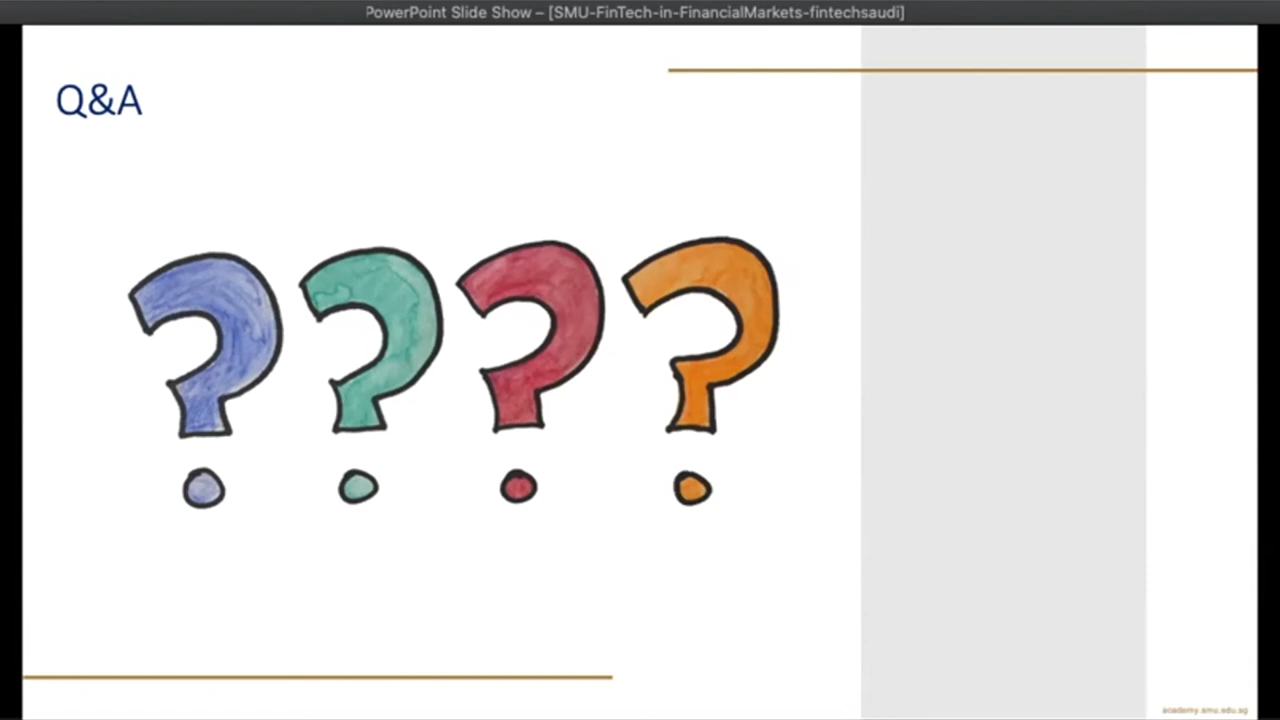 PowerPoint Slide Show – [SMU-FinTech-in-FinancialMarkets-fintechsaudi]
Q&A
? ? ? ?
academy.smu.edu.sg